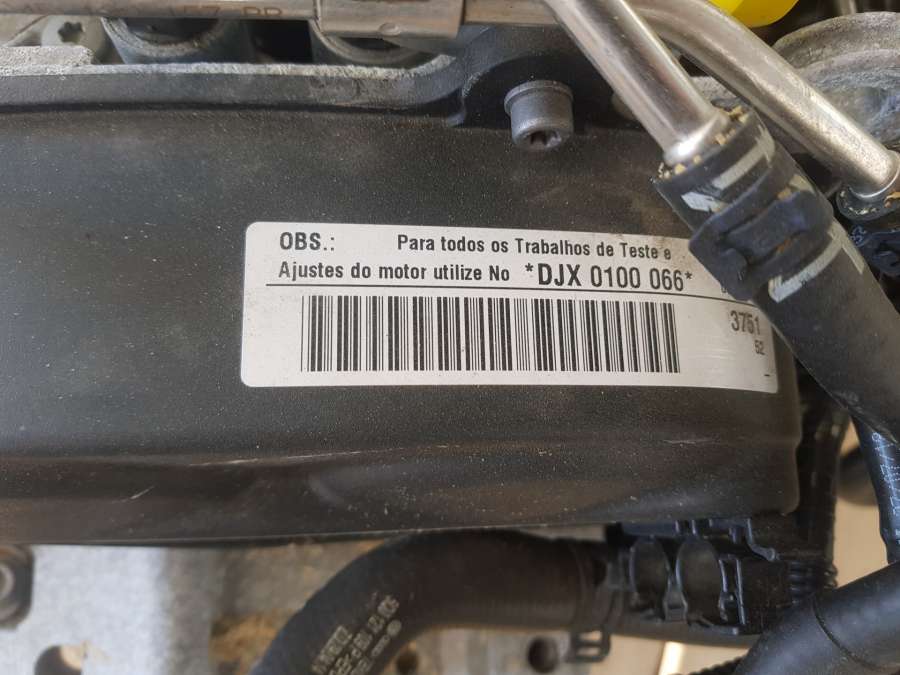 OBS.: Para todos os Trabalhos de Teste e
Ajustes do motor utilize No *DJX 0100 066*
3751
52